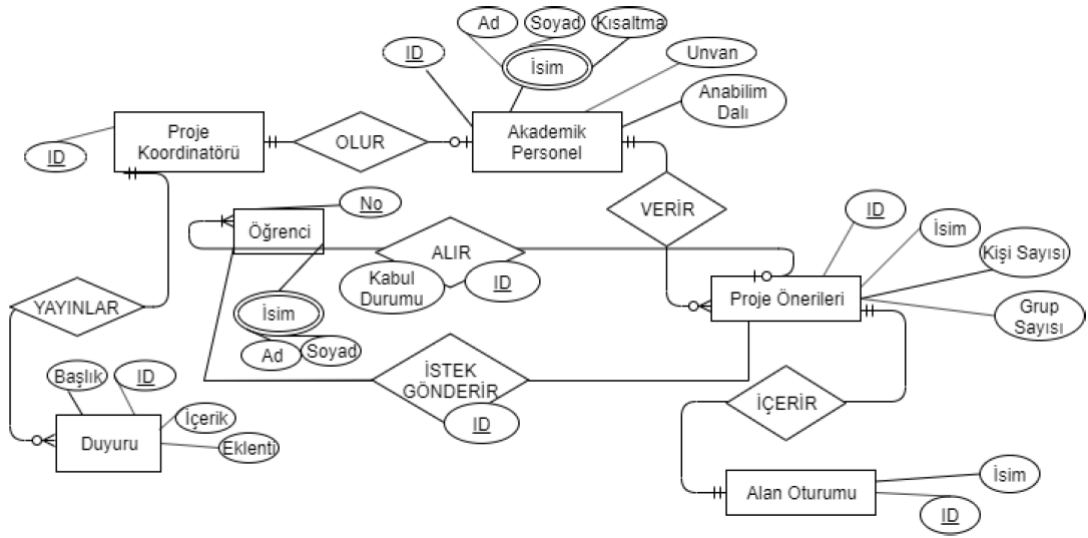 Ad
Soyad
Kısaltma
ID
İsim
Unvan
Anabilim
Dalı
Proje
Koordinatörü
OLUR
Akademik
Personel
ID
No
VERİR
ID
İsim
Öğrenci
ALIR
Kişi Sayısı
Kabul
Durumu
ID
Proje Önerileri
YAYINLAR
İsim
Grup
Sayısı
Ad
Soyad
İSTEK
GÖNDERİR
ID
İÇERİR
Başlık
ID
İçerik
Duyuru
Eklenti
İsim
Alan Oturumu
ID